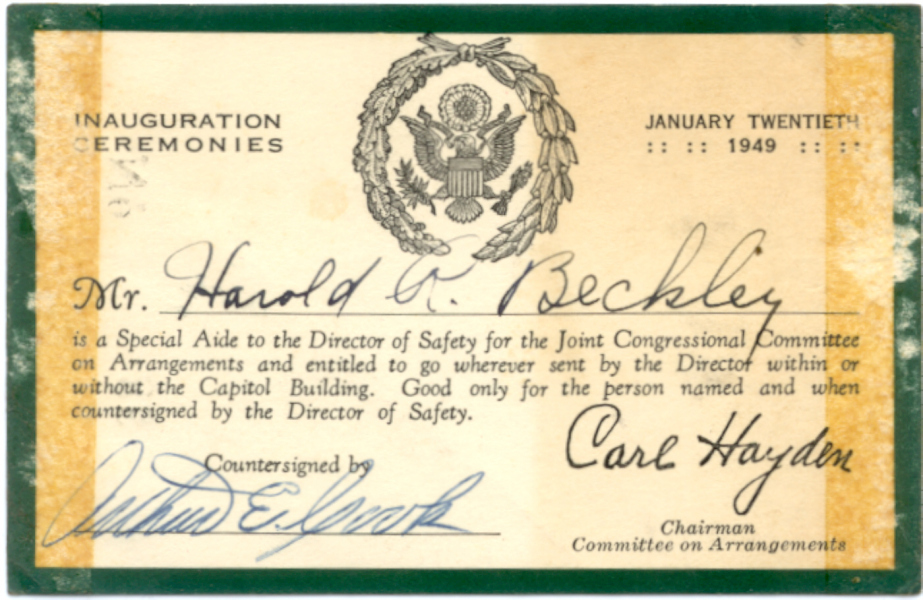 INAUGURATION
CEREMONIES
JANUARY TWENTIETH
:: :: 1949 :: ::
Mr. Harold R. Beckley
is a Special Aide to the Director of Safety for the Joint Congressional Committee
on Arrangements and entitled to go wherever sent by the Director within or
without the Capitol Building. Good only for the person named and when
countersigned by the Director of Safety.
Carl Hayden
Countersigned by
Arthur E. Cook
Chairman
Committee on Arrangements